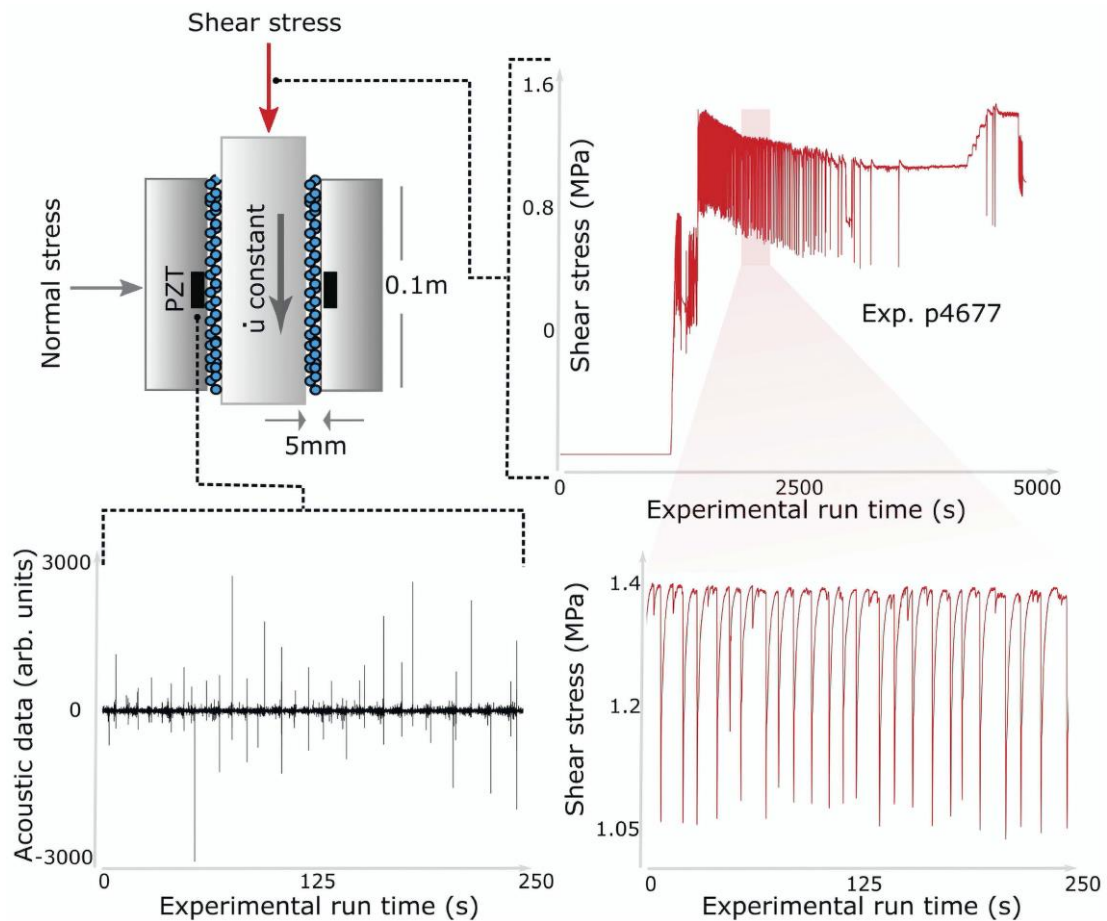 Shear stress
Normal stress
PZT
u̇ constant
0.1m
5mm
Shear stress (MPa)
1.6
0.8
0
Exp. p4677
0
2500
5000
Experimental run time (s)
Acoustic data (arb. units)
3000
0
-3000
0
125
250
Experimental run time (s)
Shear stress (MPa)
1.4
1.2
1.05
0
125
250
Experimental run time (s)